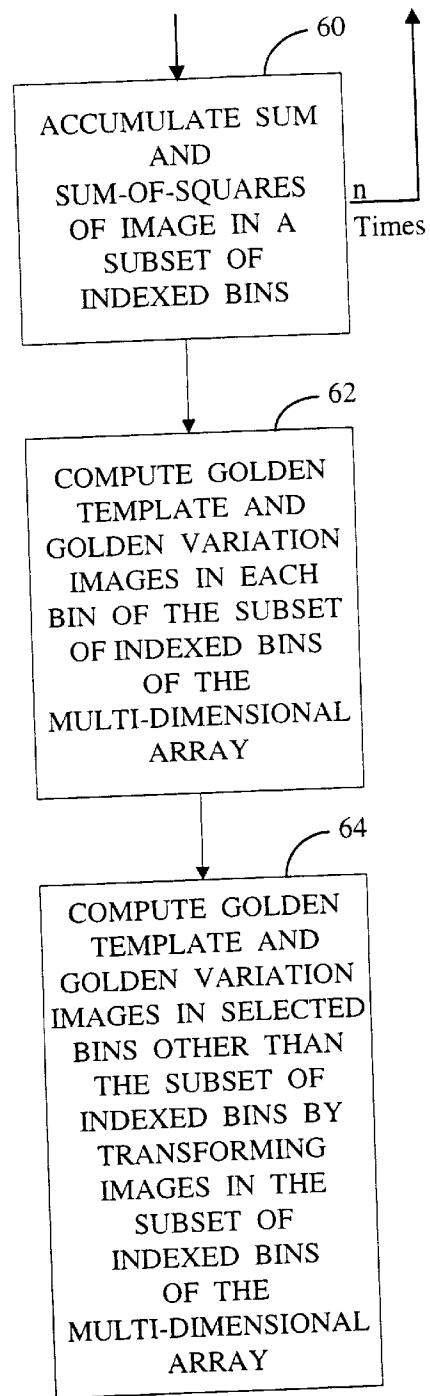 60
ACCUMULATE SUM
AND
SUM-OF-SQUARES
OF IMAGE IN A
SUBSET OF
INDEXED BINS
n
Times
62
COMPUTE GOLDEN
TEMPLATE AND
GOLDEN VARIATION
IMAGES IN EACH
BIN OF THE SUBSET
OF INDEXED BINS
OF THE
MULTI-DIMENSIONAL
ARRAY
64
COMPUTE GOLDEN
TEMPLATE AND
GOLDEN VARIATION
IMAGES IN SELECTED
BINS OTHER THAN
THE SUBSET OF
INDEXED BINS BY
TRANSFORMING
IMAGES IN THE
SUBSET OF
INDEXED BINS
OF THE
MULTI-DIMENSIONAL
ARRAY